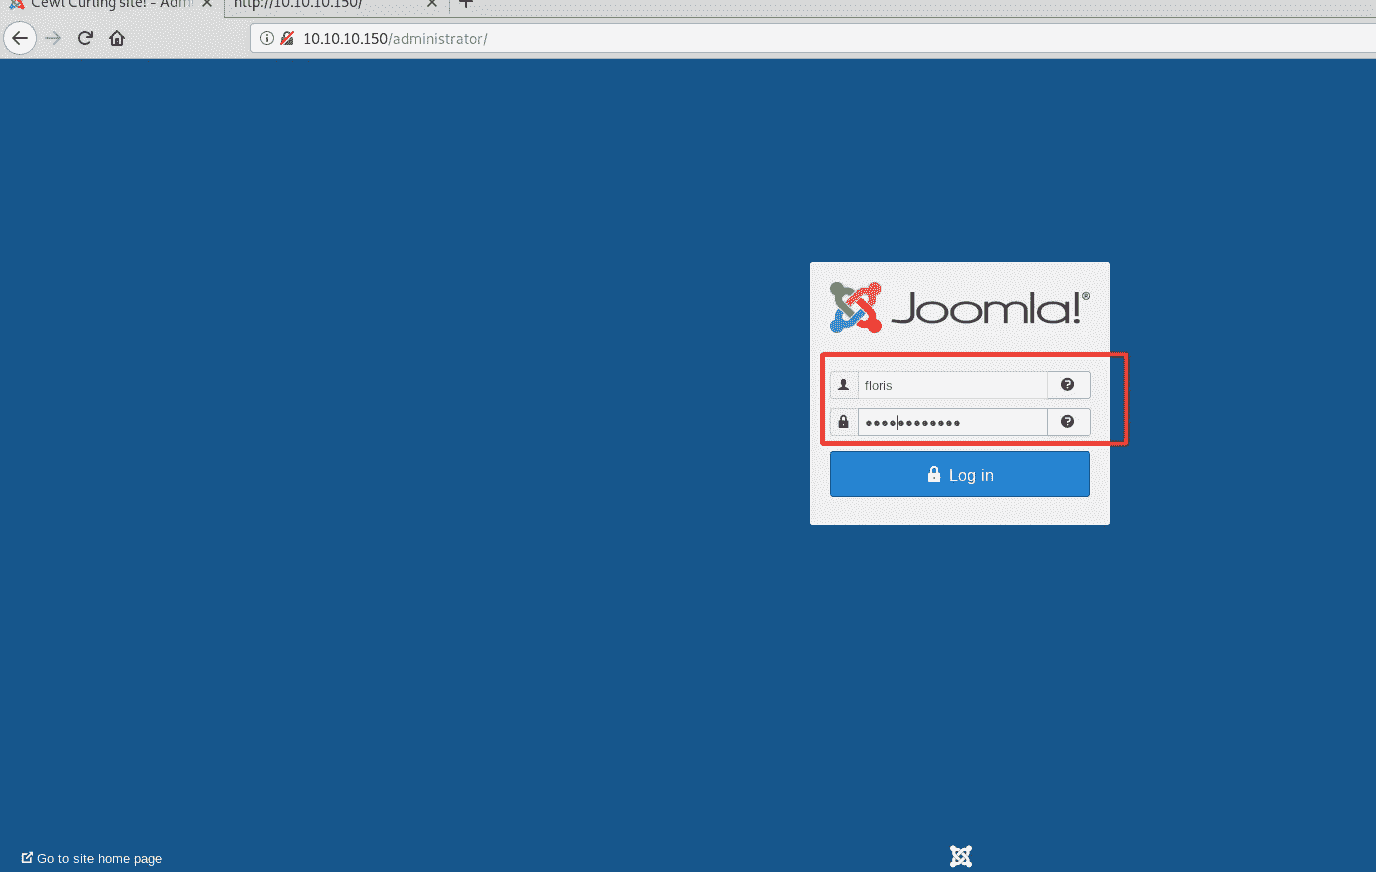 Cewl Curling site! - Adm
http://10.10.10.150/
10.10.10.150/administrator/
Joomla!®
floris
Log in
Go to site home page